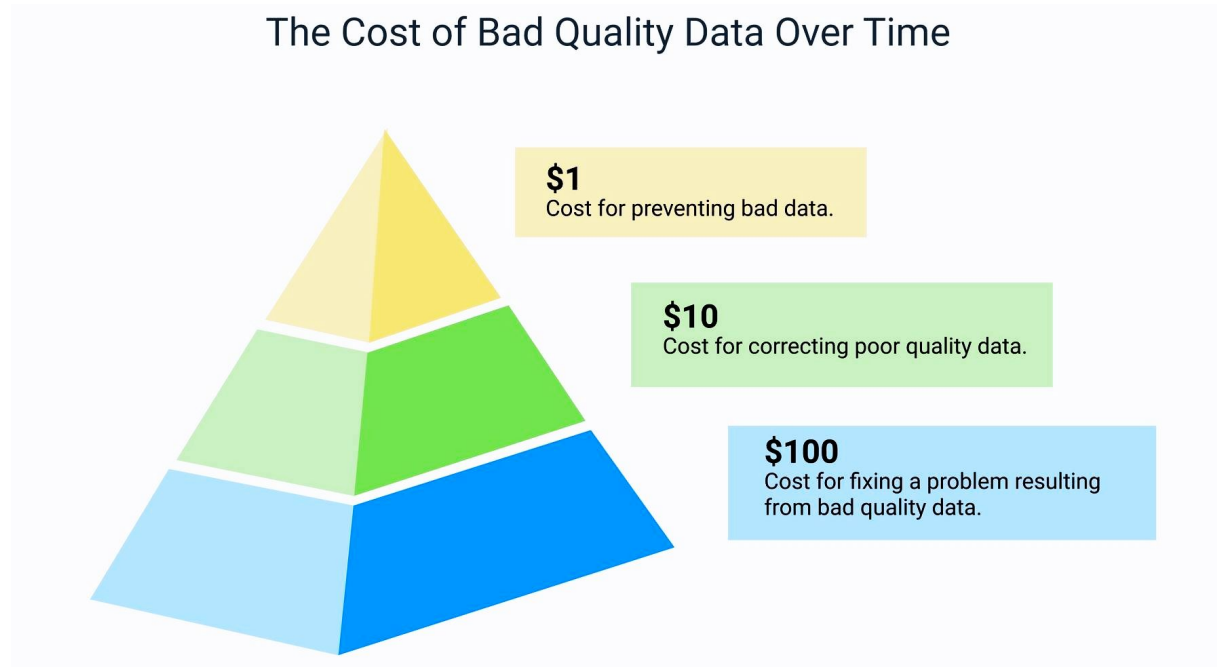 The Cost of Bad Quality Data Over Time
$1
Cost for preventing bad data.
$10
Cost for correcting poor quality data.
$100
Cost for fixing a problem resulting
from bad quality data.